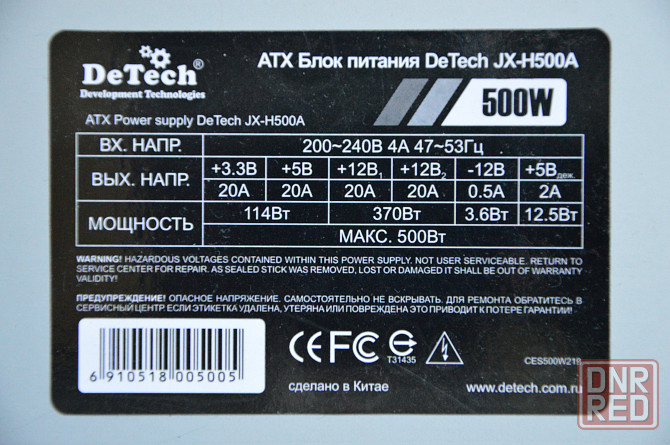 DeTech®
Development Technologies
ATX Блок питания DeTech JX-H500A
500W
ATX Power supply DeTech JX-H500A
ВХ. НАПР. 200~240В 4А 47~53Гц
ВЫХ. НАПР. +3.3В +5В +12В1 +12В2 -12В +5Вдеж.
20А 20А 20А 20А 0.5А 2А
МОЩНОСТЬ 114Вт 370Вт 3.6Вт 12.5Вт
МАКС. 500Вт
WARNING! HAZARDOUS VOLTAGES CONTAINED WITHIN THIS POWER SUPPLY. NOT USER SERVICEABLE. RETURN TO
SERVICE CENTER FOR REPAIR. AS SEALED STICK WAS REMOVED, LOST OR DAMAGED IT SHALL BE OUT OF WARRANTY
VALIDITY!
ПРЕДУПРЕЖДЕНИЕ! ОПАСНОЕ НАПРЯЖЕНИЕ. САМОСТОЯТЕЛЬНО НЕ ВСКРЫВАТЬ. ДЛЯ РЕМОНТА ОБРАТИТЕСЬ В
СЕРВИСНЫЙ ЦЕНТР. ЕСЛИ ЭТИКЕТКА УДАЛЕНА, УТЕРЯНА ИЛИ ПОВРЕЖДЕНА ЭТО ПРИВОДИТ К ПОТЕРЕ ГАРАНТИИ!
6 910518 005005
CE FC
T31435
CES500W21B
сделано в Китае
www.detech.com.ru
DNR
RED